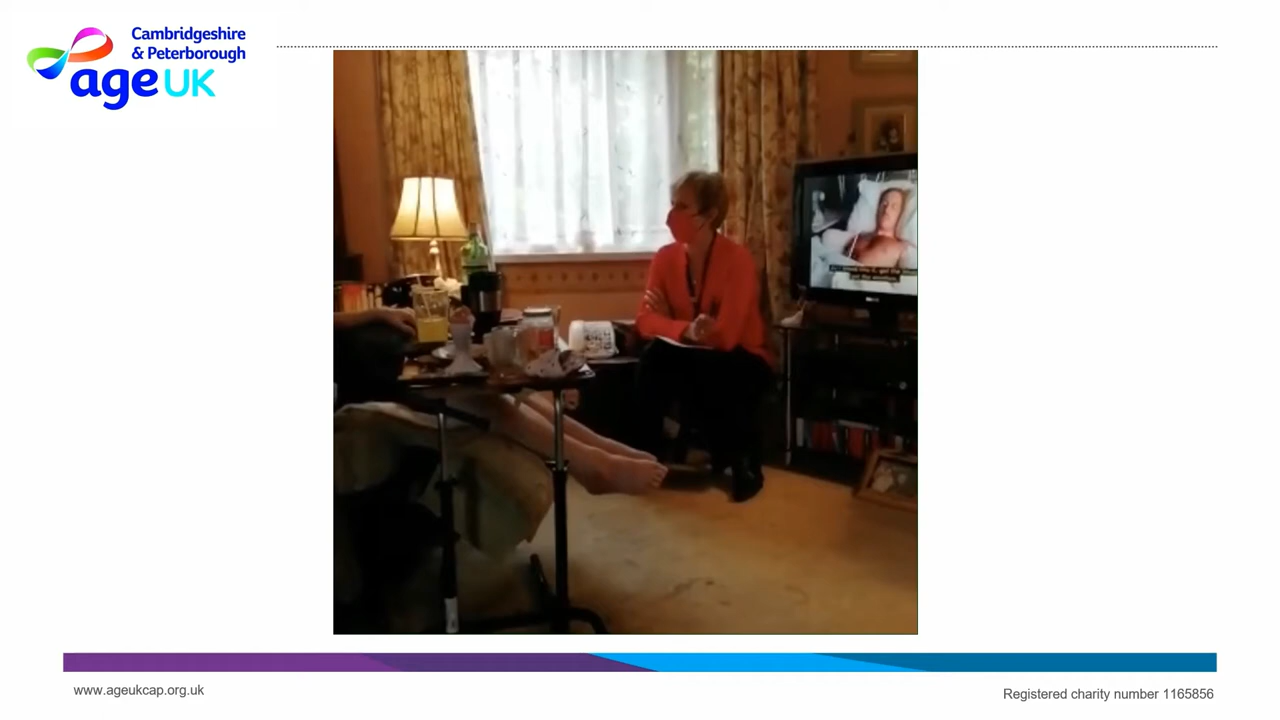 Cambridgeshire
& Peterborough
age UK
www.ageukcap.org.uk
Registered charity number 1165856